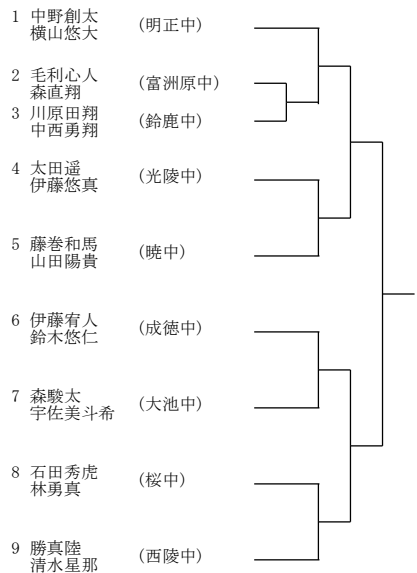 1 中野創太
横山悠大 (明正中)
2 毛利心人
森直翔 (富洲原中)
3 川原田翔
中西勇翔 (鈴鹿中)
4 太田遥
伊藤悠真 (光陵中)
5 藤巻和馬
山田陽貴 (暁中)
6 伊藤宥人
鈴木悠仁 (成徳中)
7 森駿太
宇佐美斗希 (大池中)
8 石田秀虎
林勇真 (桜中)
9 勝真陸
清水星那 (西陵中)